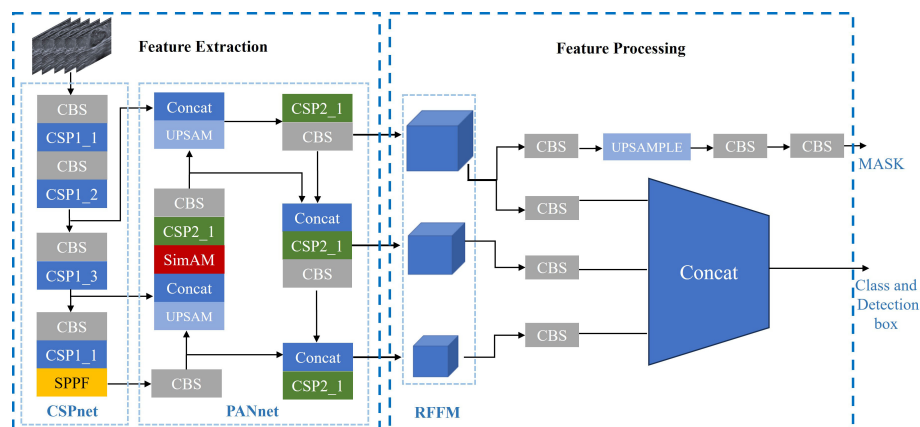 Feature Extraction
Feature Processing
CBS
CSP1_1
CBS
CSP1_2
CBS
CSP1_3
CBS
CSP1_1
SPPF
CSPnet
Concat
UPSAM
CBS
CSP2_1
SimAM
Concat
UPSAM
CBS
CSP2_1
CBS
Concat
CSP2_1
CBS
Concat
CSP2_1
PANnet
RFFM
CBS
UPSAMPLE
CBS
CBS
MASK
CBS
CBS
CBS
Concat
Class and
Detection
box